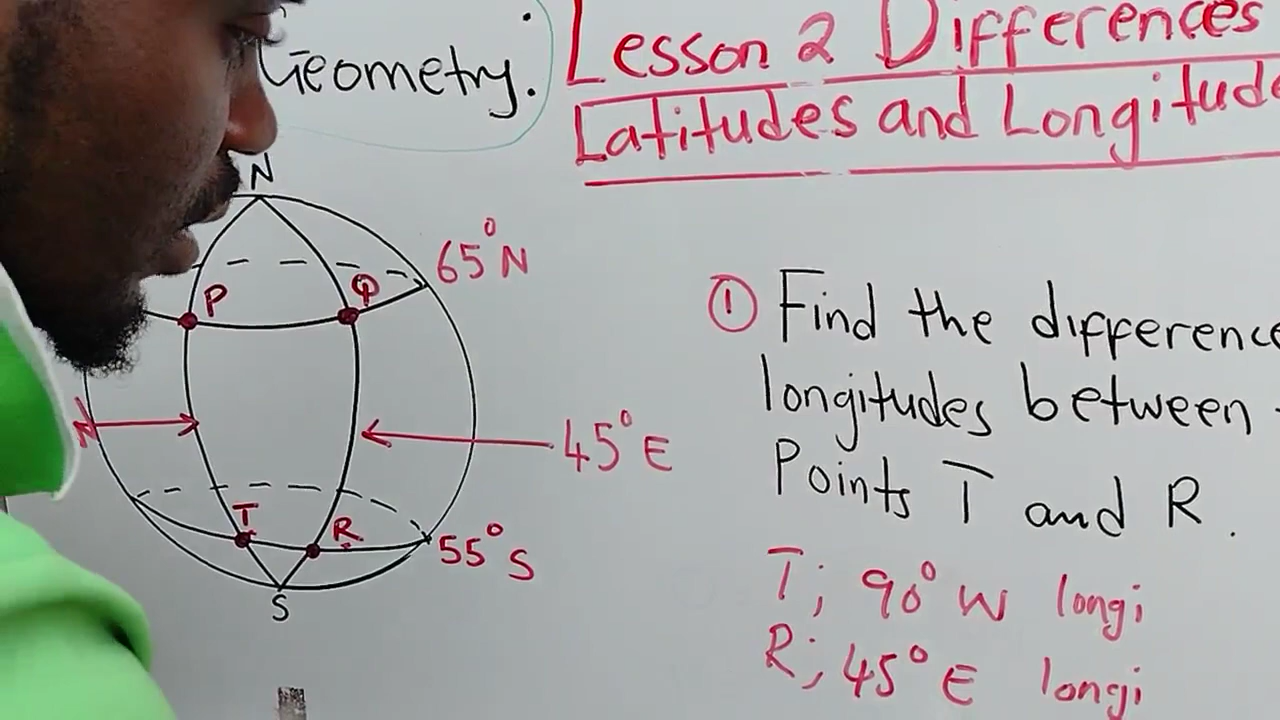 Geometry.
Lesson 2 Differences
Latitudes and Longitude
N
65°N
P
Q
45°E
T
R
55°S
S
① Find the difference
longitudes between
Points T and R.
T; 90°W longi
R; 45°E longi